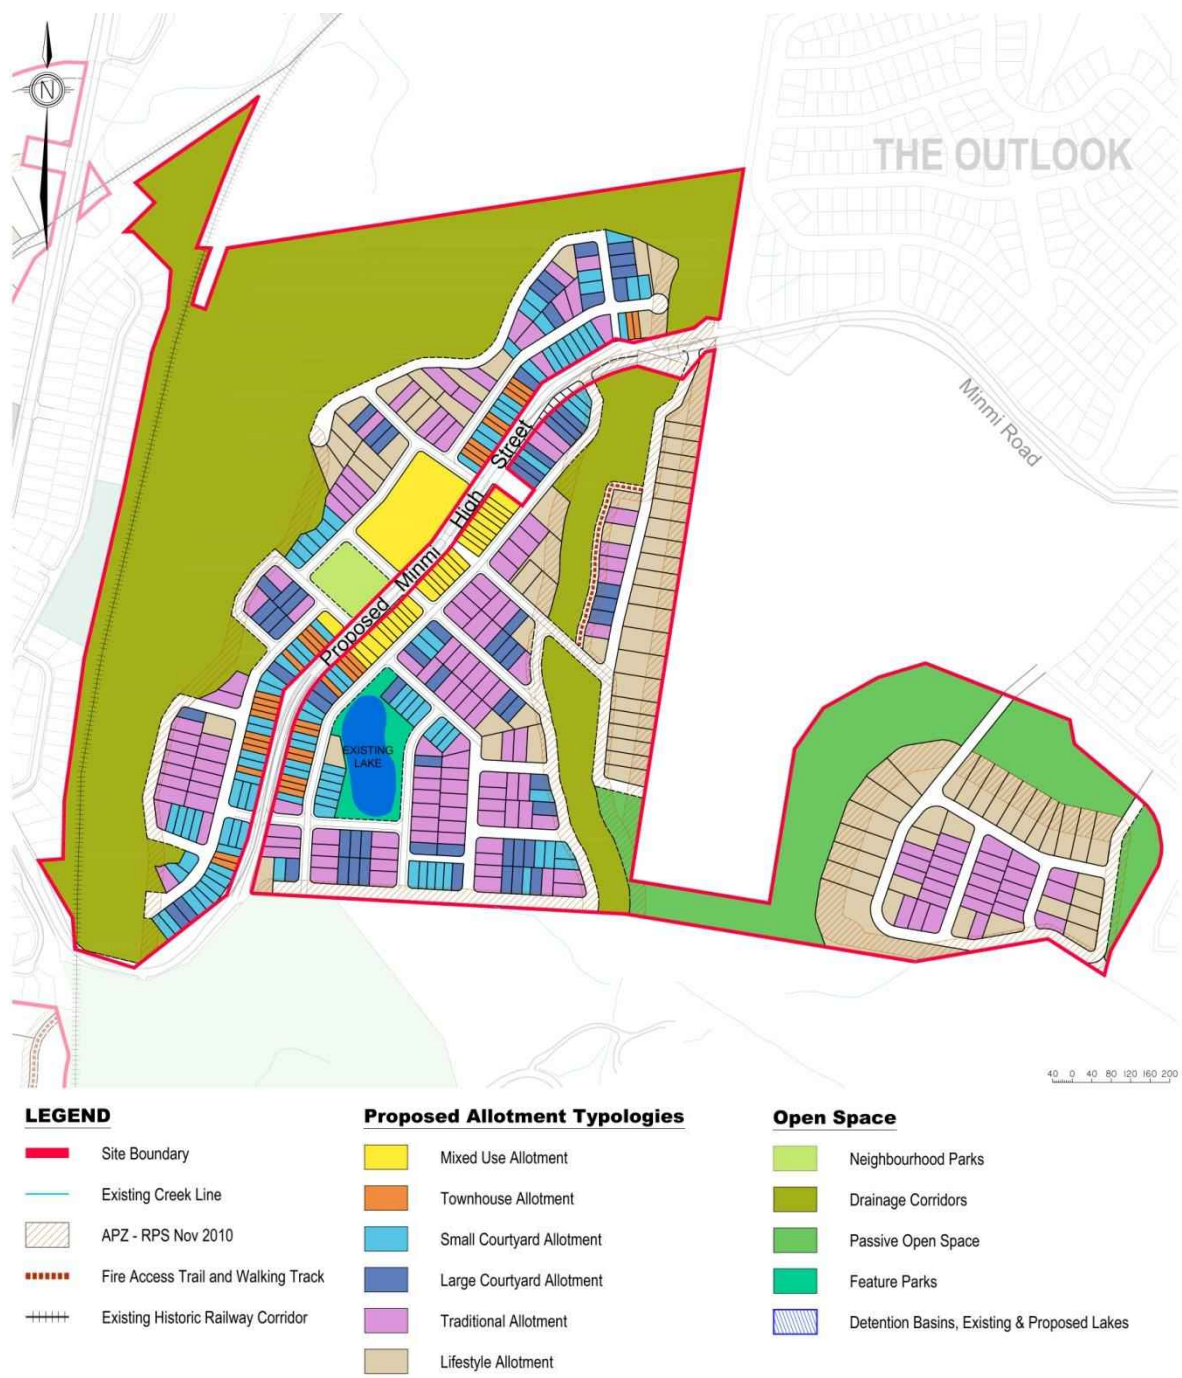 N
THE OUTLOOK
Minmi Road
Proposed Minmi High Street
EXISTING
LAKE
40 0 40 80 120 160 200
LEGEND
Site Boundary
Existing Creek Line
APZ - RPS Nov 2010
Fire Access Trail and Walking Track
Existing Historic Railway Corridor
Proposed Allotment Typologies
Mixed Use Allotment
Townhouse Allotment
Small Courtyard Allotment
Large Courtyard Allotment
Traditional Allotment
Lifestyle Allotment
Open Space
Neighbourhood Parks
Drainage Corridors
Passive Open Space
Feature Parks
Detention Basins, Existing & Proposed Lakes